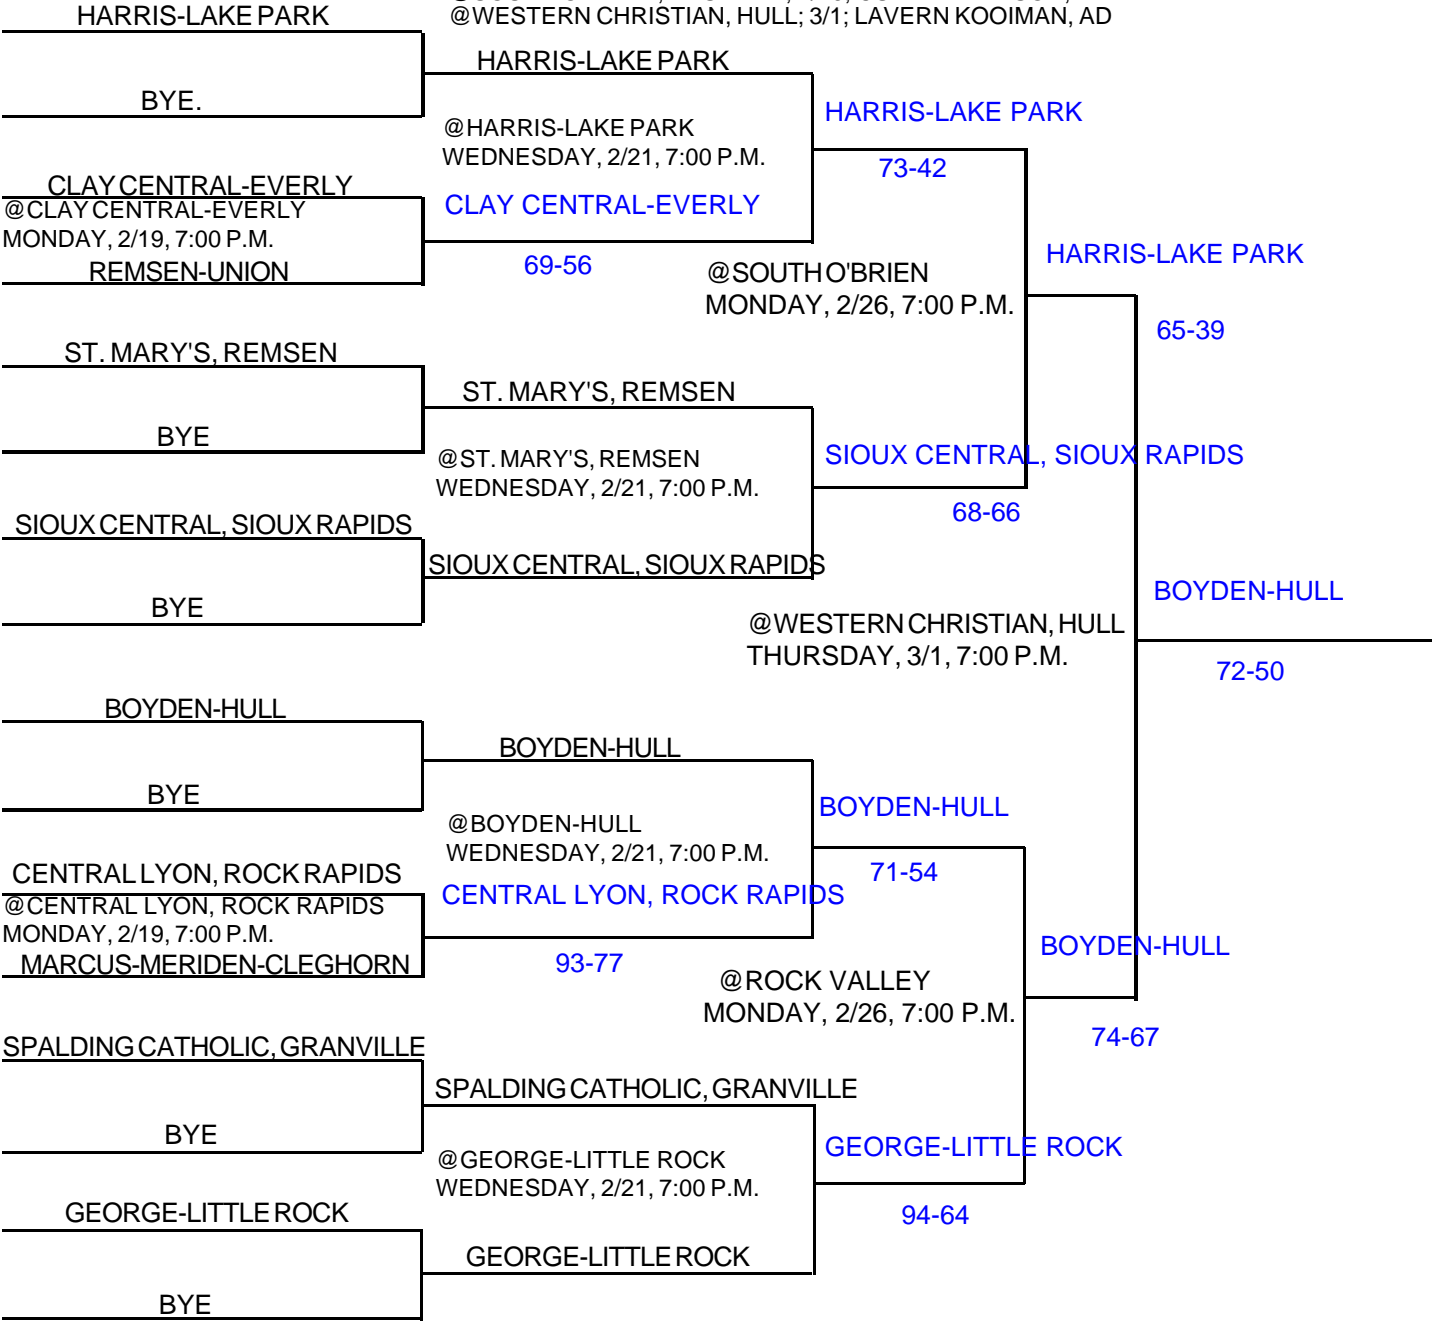 HARRIS-LAKE PARK
@WESTERN CHRISTIAN, HULL; 3/1; LAVERN KOOIMAN, AD
HARRIS-LAKE PARK
BYE.
HARRIS-LAKE PARK
@HARRIS-LAKE PARK
WEDNESDAY, 2/21, 7:00 P.M.
73-42
CLAY CENTRAL-EVERLY
@CLAY CENTRAL-EVERLY
MONDAY, 2/19, 7:00 P.M.
REMSEN-UNION
CLAY CENTRAL-EVERLY
69-56
@SOUTH O'BRIEN
MONDAY, 2/26, 7:00 P.M.
HARRIS-LAKE PARK
65-39
ST. MARY'S, REMSEN
ST. MARY'S, REMSEN
BYE
@ST. MARY'S, REMSEN
WEDNESDAY, 2/21, 7:00 P.M.
SIOUX CENTRAL, SIOUX RAPIDS
68-66
SIOUX CENTRAL, SIOUX RAPIDS
SIOUX CENTRAL, SIOUX RAPIDS
BYE
@WESTERN CHRISTIAN, HULL
THURSDAY, 3/1, 7:00 P.M.
BOYDEN-HULL
72-50
BOYDEN-HULL
BOYDEN-HULL
BYE
@BOYDEN-HULL
WEDNESDAY, 2/21, 7:00 P.M.
BOYDEN-HULL
71-54
CENTRAL LYON, ROCK RAPIDS
@CENTRAL LYON, ROCK RAPIDS
MONDAY, 2/19, 7:00 P.M.
MARCUS-MERIDEN-CLEGHORN
CENTRAL LYON, ROCK RAPIDS
93-77
@ROCK VALLEY
MONDAY, 2/26, 7:00 P.M.
BOYDEN-HULL
74-67
SPALDING CATHOLIC, GRANVILLE
SPALDING CATHOLIC, GRANVILLE
BYE
@GEORGE-LITTLE ROCK
WEDNESDAY, 2/21, 7:00 P.M.
GEORGE-LITTLE ROCK
94-64
GEORGE-LITTLE ROCK
GEORGE-LITTLE ROCK
BYE